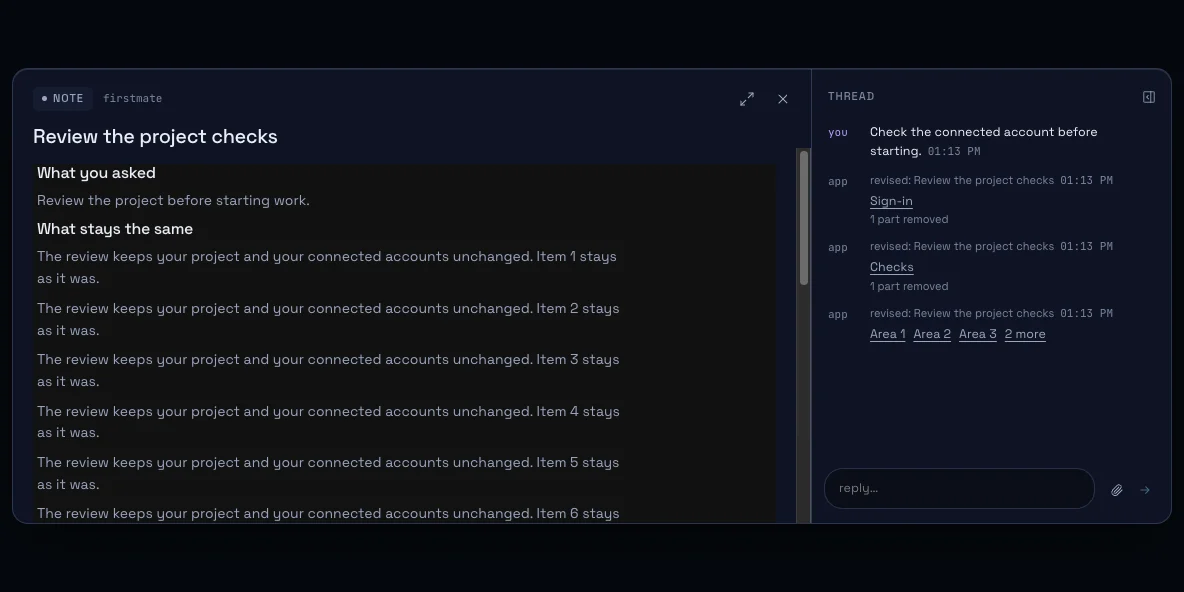 NOTE firstmate
Review the project checks
What you asked
Review the project before starting work.
What stays the same
The review keeps your project and your connected accounts unchanged. Item 1 stays
as it was.
The review keeps your project and your connected accounts unchanged. Item 2 stays
as it was.
The review keeps your project and your connected accounts unchanged. Item 3 stays
as it was.
The review keeps your project and your connected accounts unchanged. Item 4 stays
as it was.
The review keeps your project and your connected accounts unchanged. Item 5 stays
as it was.
The review keeps your project and your connected accounts unchanged. Item 6 stays
THREAD
you Check the connected account before
starting. 01:13 PM
app revised: Review the project checks 01:13 PM
Sign-in
1 part removed
app revised: Review the project checks 01:13 PM
Checks
1 part removed
app revised: Review the project checks 01:13 PM
Area 1 Area 2 Area 3 2 more
reply...